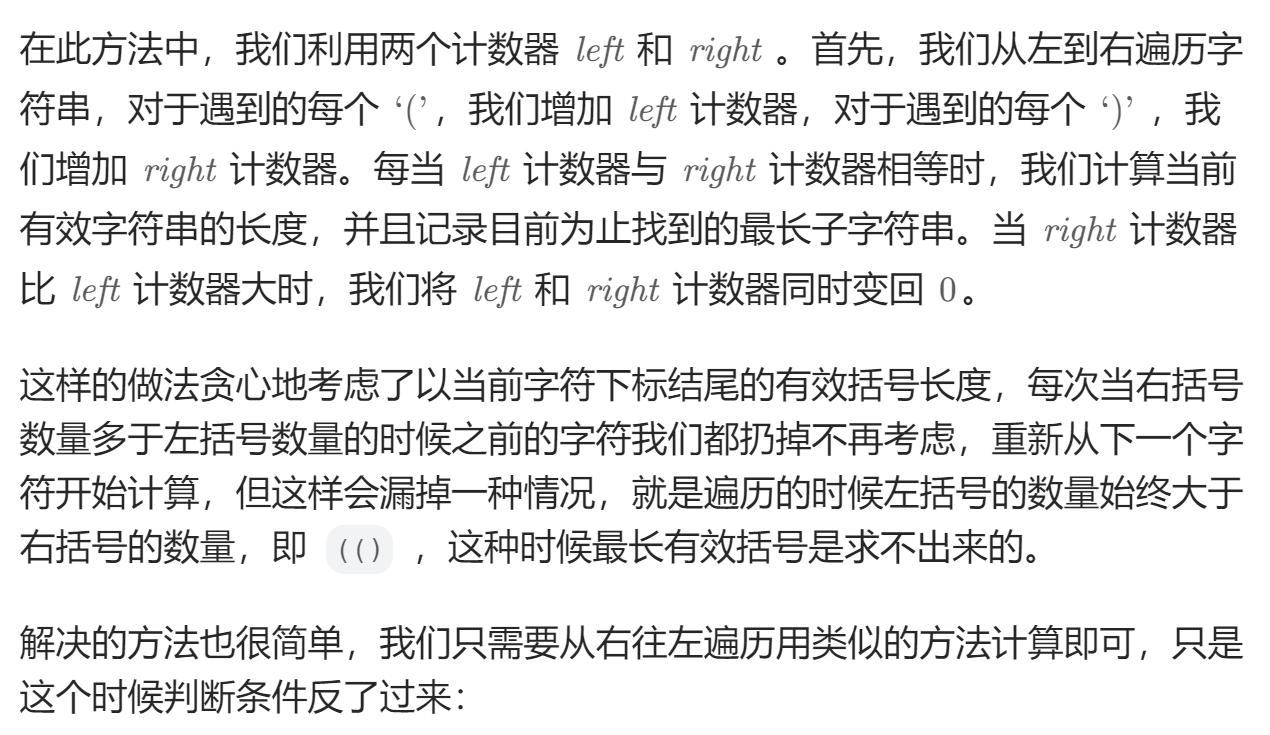 在此方法中，我们利用两个计数器 left 和 right 。首先，我们从左到右遍历字
符串，对于遇到的每个 ‘(’，我们增加 left 计数器，对于遇到的每个 ‘)’ ，我
们增加 right 计数器。每当 left 计数器与 right 计数器相等时，我们计算当前
有效字符串的长度，并且记录目前为止找到的最长子字符串。当 right 计数器
比 left 计数器大时，我们将 left 和 right 计数器同时变回 0。
这样的做法贪心地考虑了以当前字符下标结尾的有效括号长度，每次当右括号
数量多于左括号数量的时候之前的字符我们都扔掉不再考虑，重新从下一个字
符开始计算，但这样会漏掉一种情况，就是遍历的时候左括号的数量始终大于
右括号的数量，即 (() ，这种时候最长有效括号是求不出来的。
解决的方法也很简单，我们只需要从右往左遍历用类似的方法计算即可，只是
这个时候判断条件反了过来：